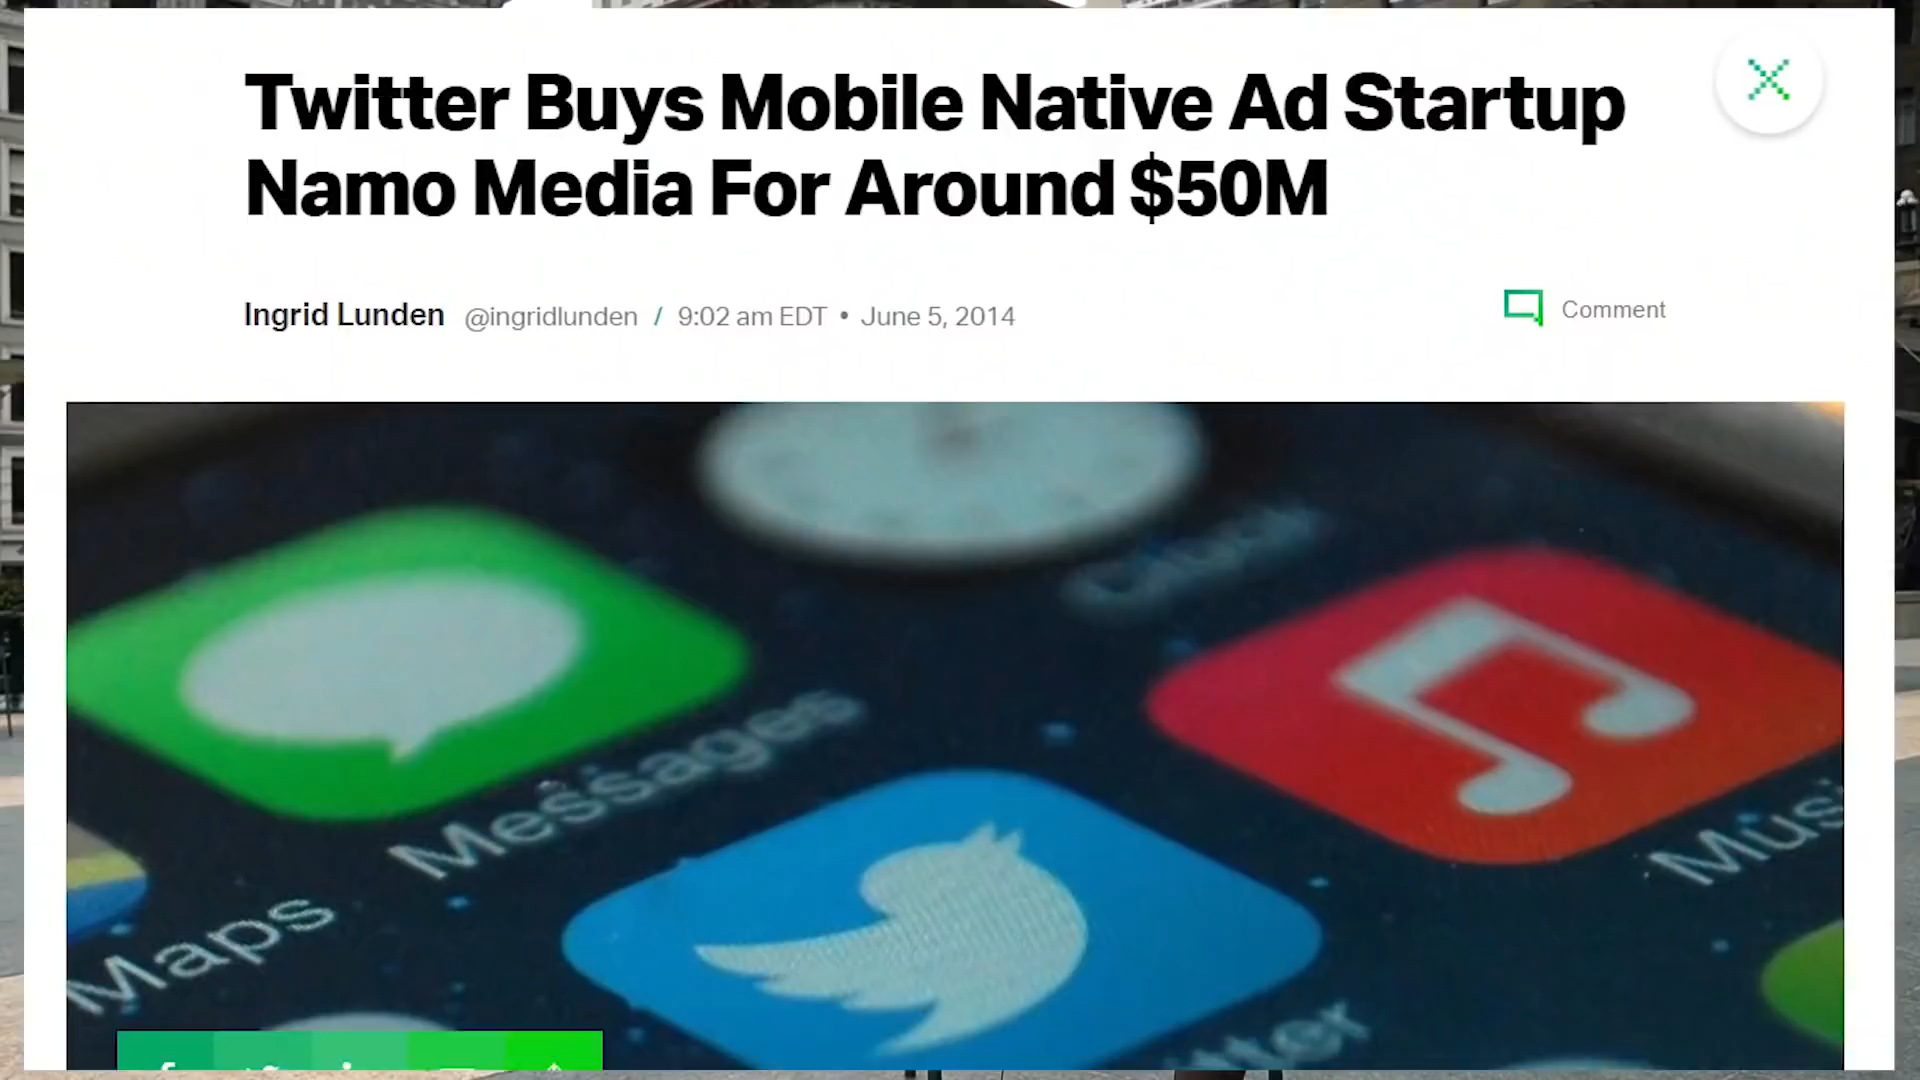 Twitter Buys Mobile Native Ad Startup
Namo Media For Around $50M
Ingrid Lunden @ingridlunden / 9:02 am EDT • June 5, 2014
Comment
Messages
Music
Maps